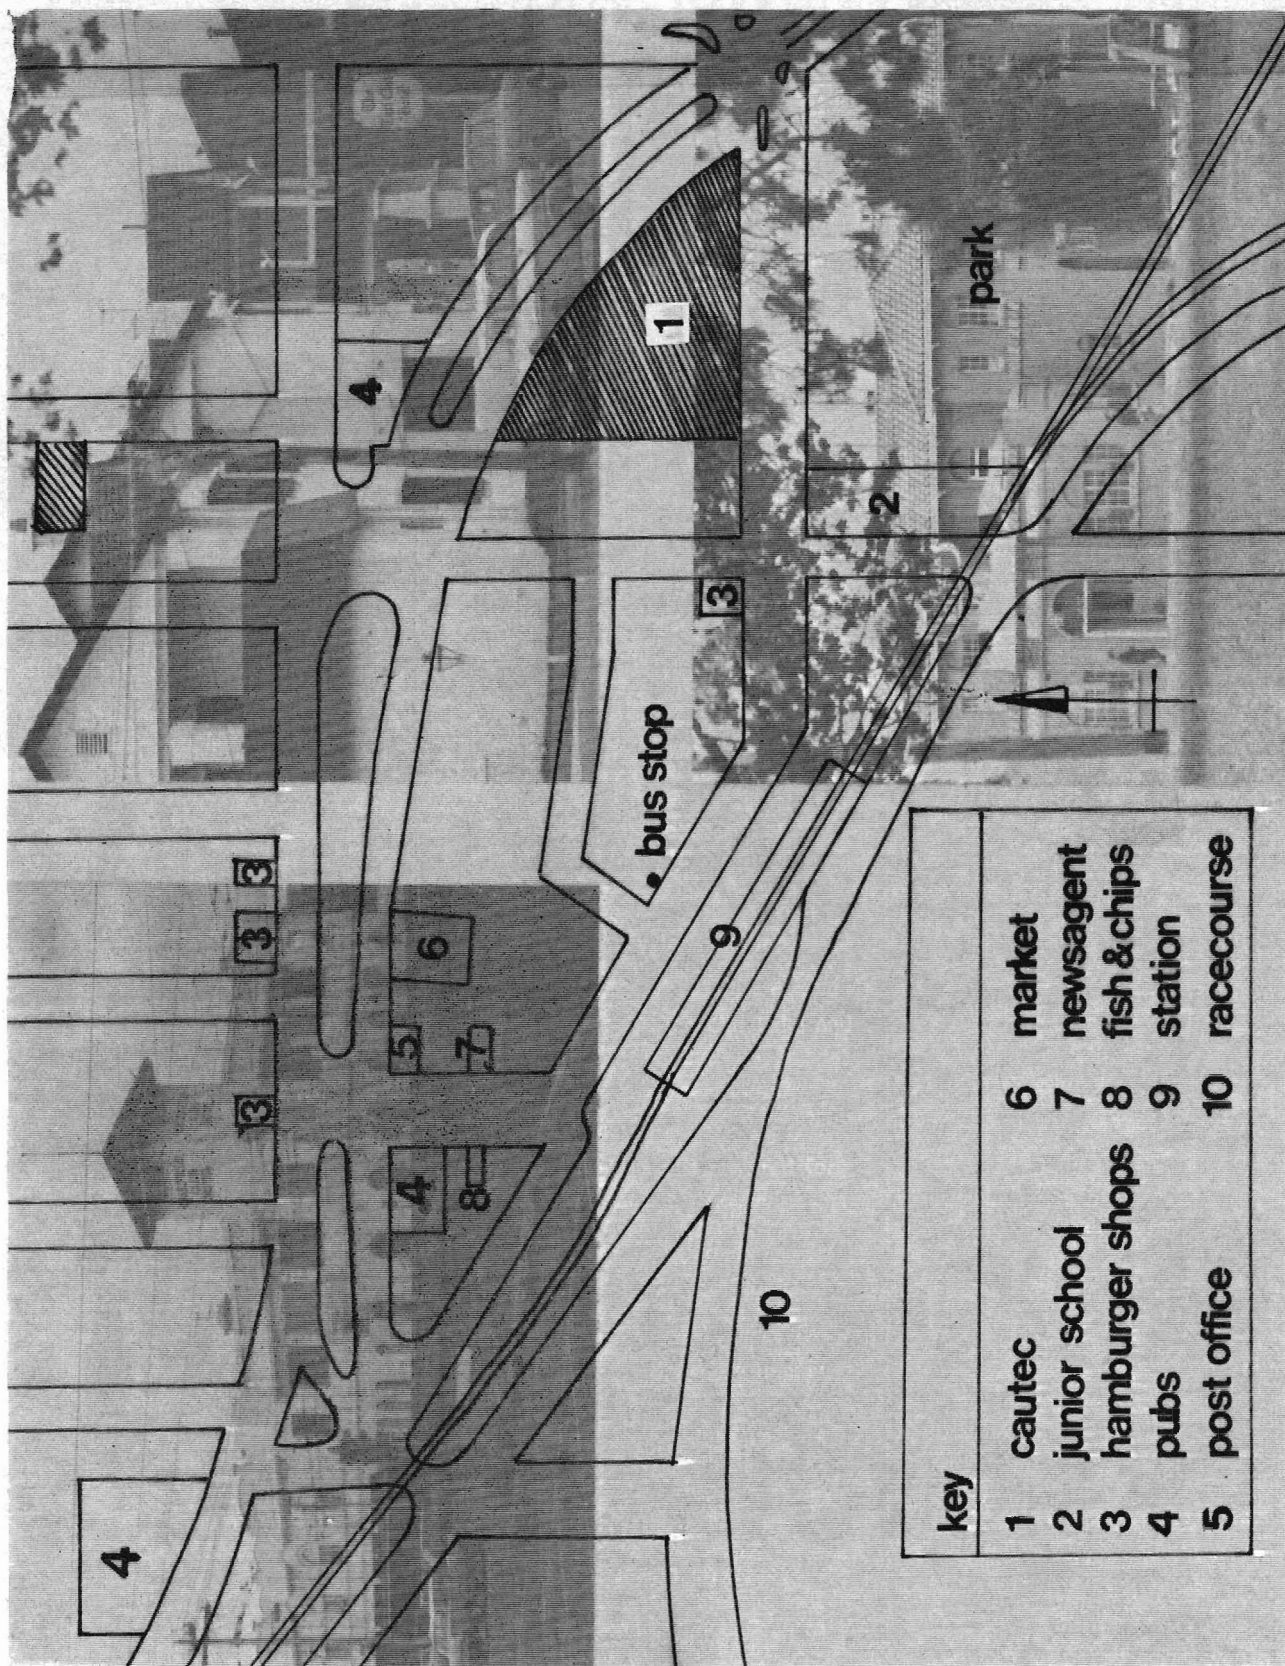 4
3 3 3
4
4 5 6
8 7
bus stop
1
9 3
10
2
park
key
1 cautec 6 market
2 junior school 7 newsagent
3 hamburger shops 8 fish & chips
4 pubs 9 station
5 post office 10 racecourse